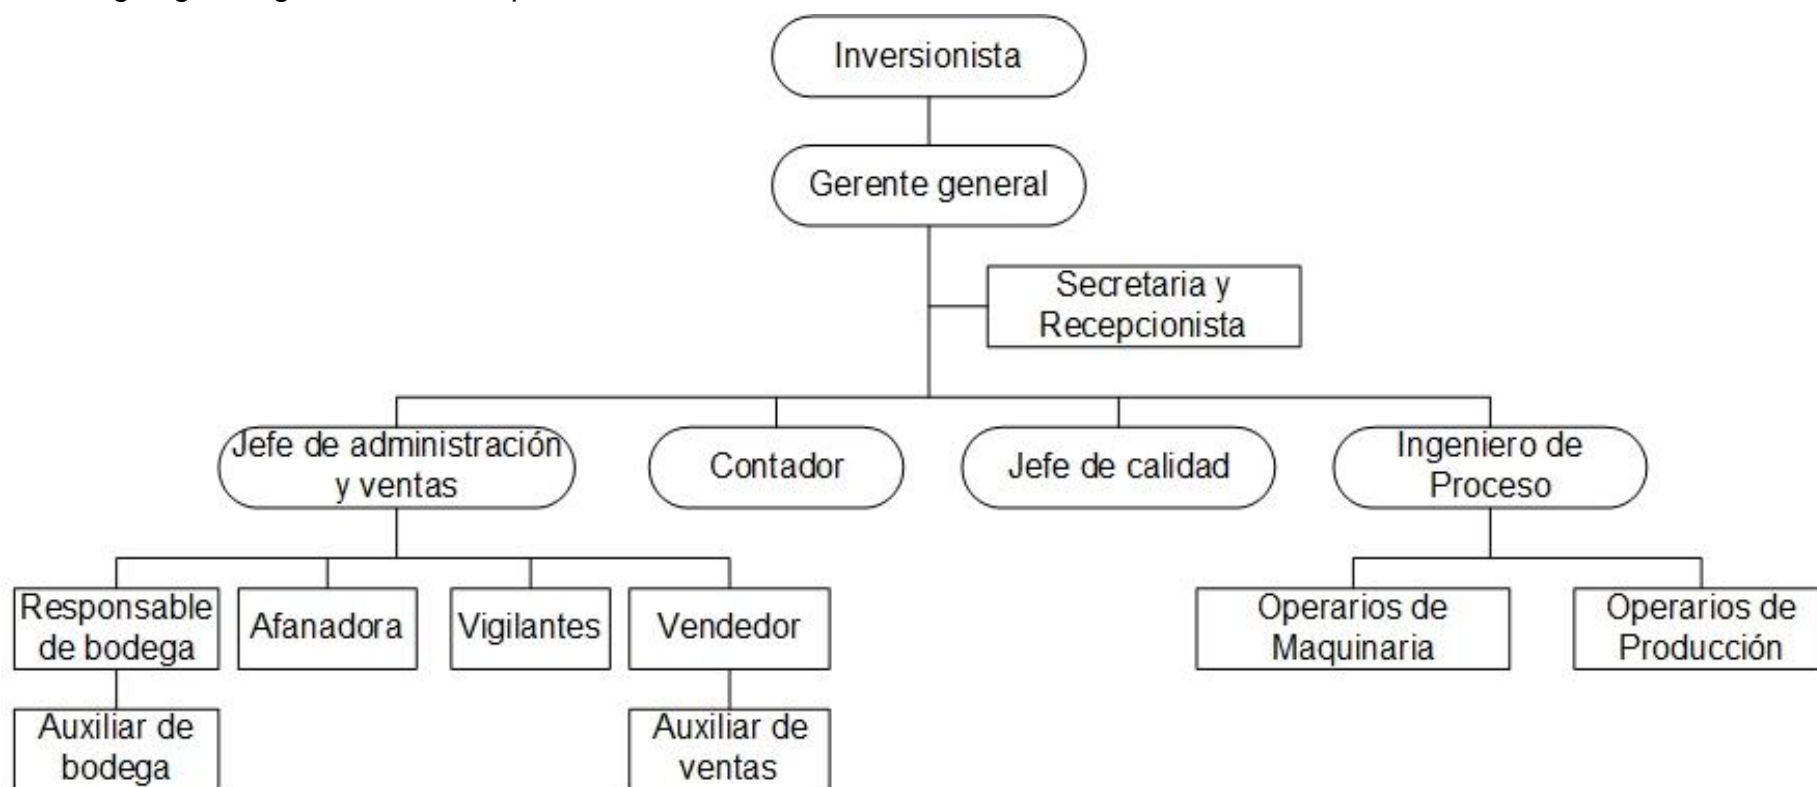 Inversionista
Gerente general
Secretaria y
Recepcionista
Jefe de administración
y ventas
Contador
Jefe de calidad
Ingeniero de
Proceso
Responsable
de bodega
Afanadora
Vigilantes
Vendedor
Operarios de
Maquinaria
Operarios de
Producción
Auxiliar de
bodega
Auxiliar de
ventas